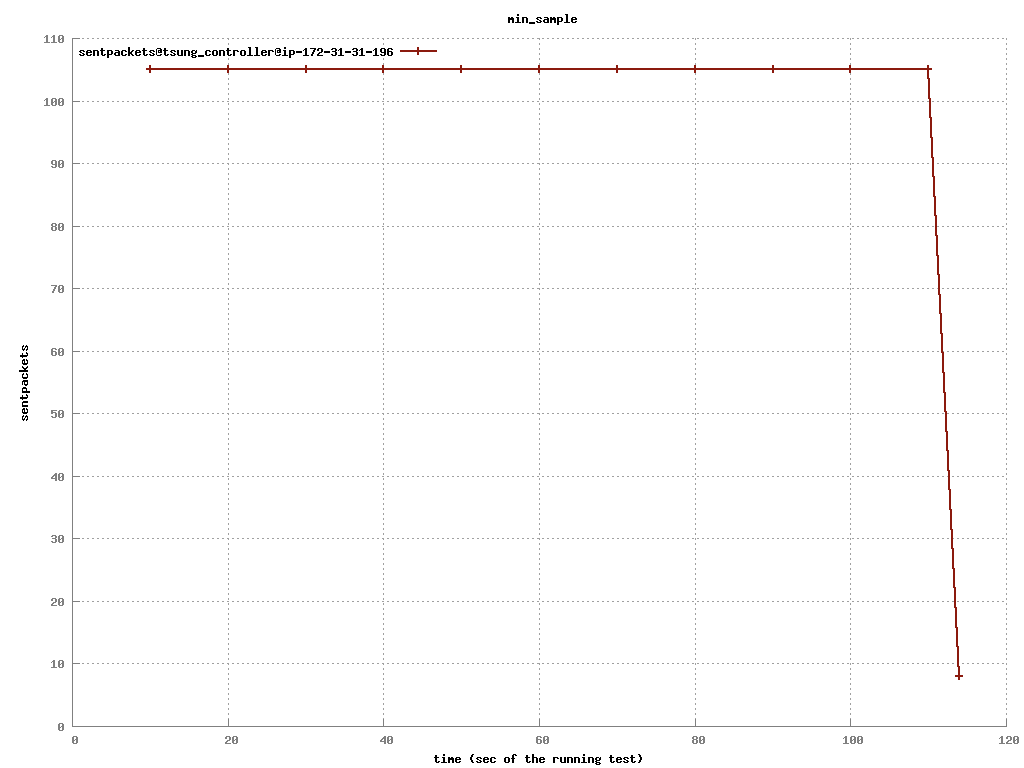 min_sample
sentpackets@tsung_controller@ip-172-31-31-196
110
100
90
80
70
60
50
40
30
20
10
0
sentpackets
0 20 40 60 80 100 120
time (sec of the running test)